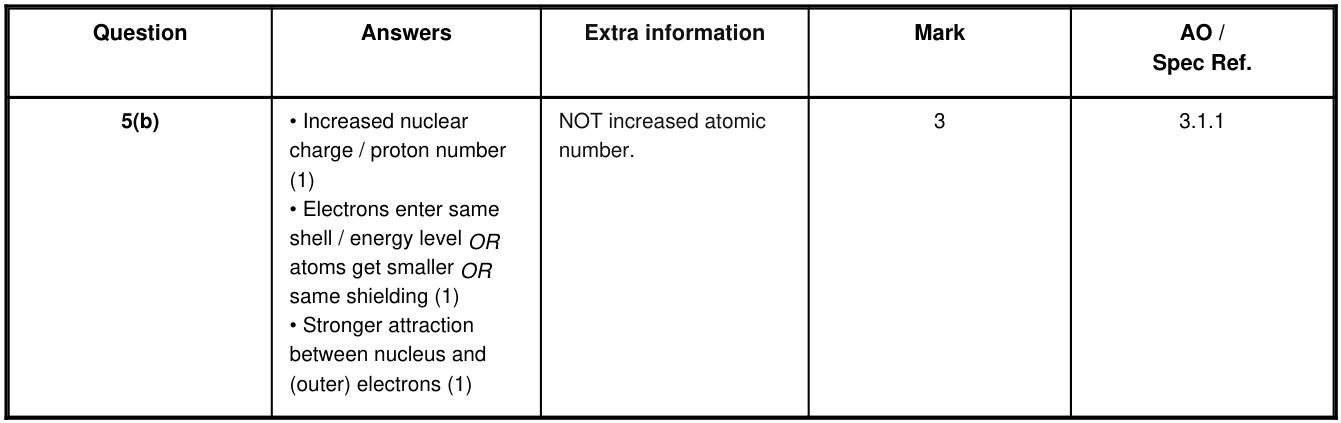 Question Answers Extra information Mark AO /
Spec Ref.
5(b)
• Increased nuclear
charge / proton number
(1)
• Electrons enter same
shell / energy level OR
atoms get smaller OR
same shielding (1)
• Stronger attraction
between nucleus and
(outer) electrons (1)
NOT increased atomic
number.
3
3.1.1